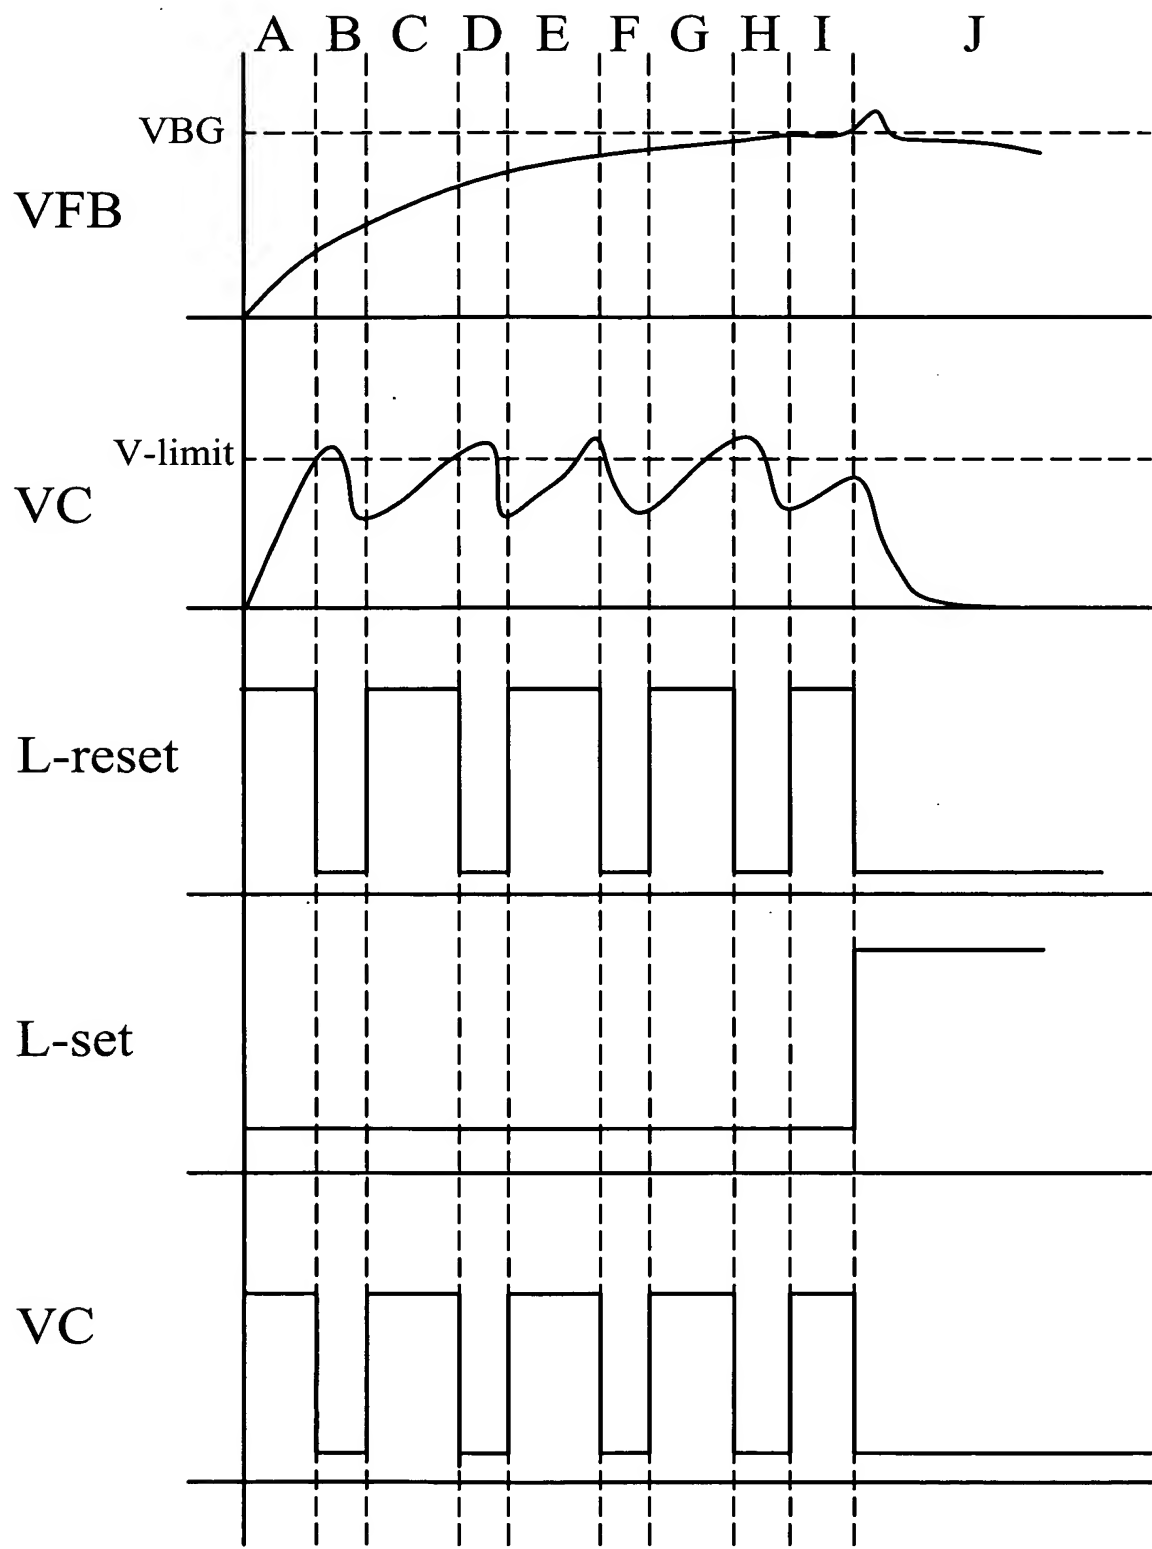 A B C D E F G H I J
VBG
VFB
V-limit
VC
L-reset
L-set
VC